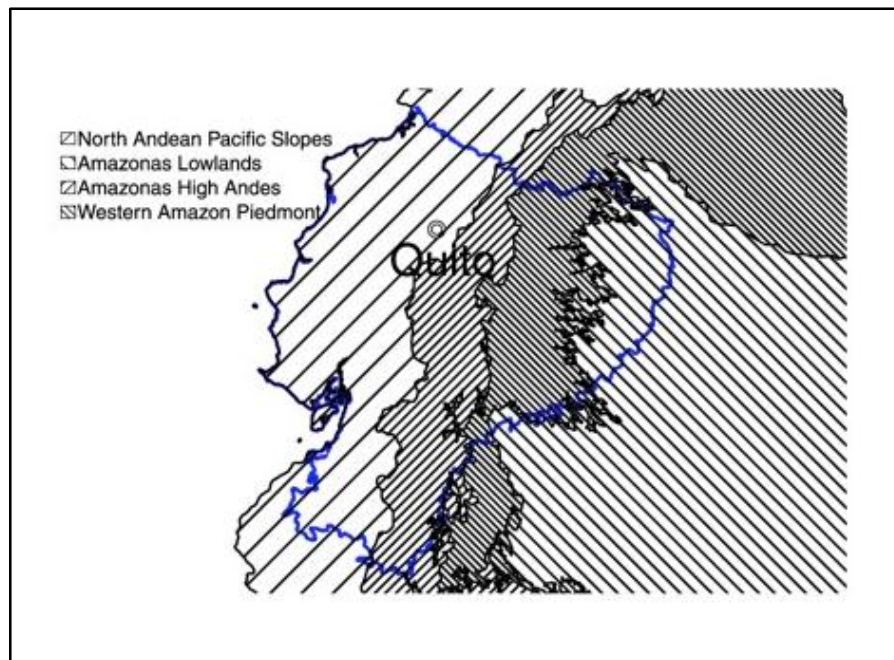 North Andean Pacific Slopes
Amazonas Lowlands
Amazonas High Andes
Western Amazon Piedmont
Quito